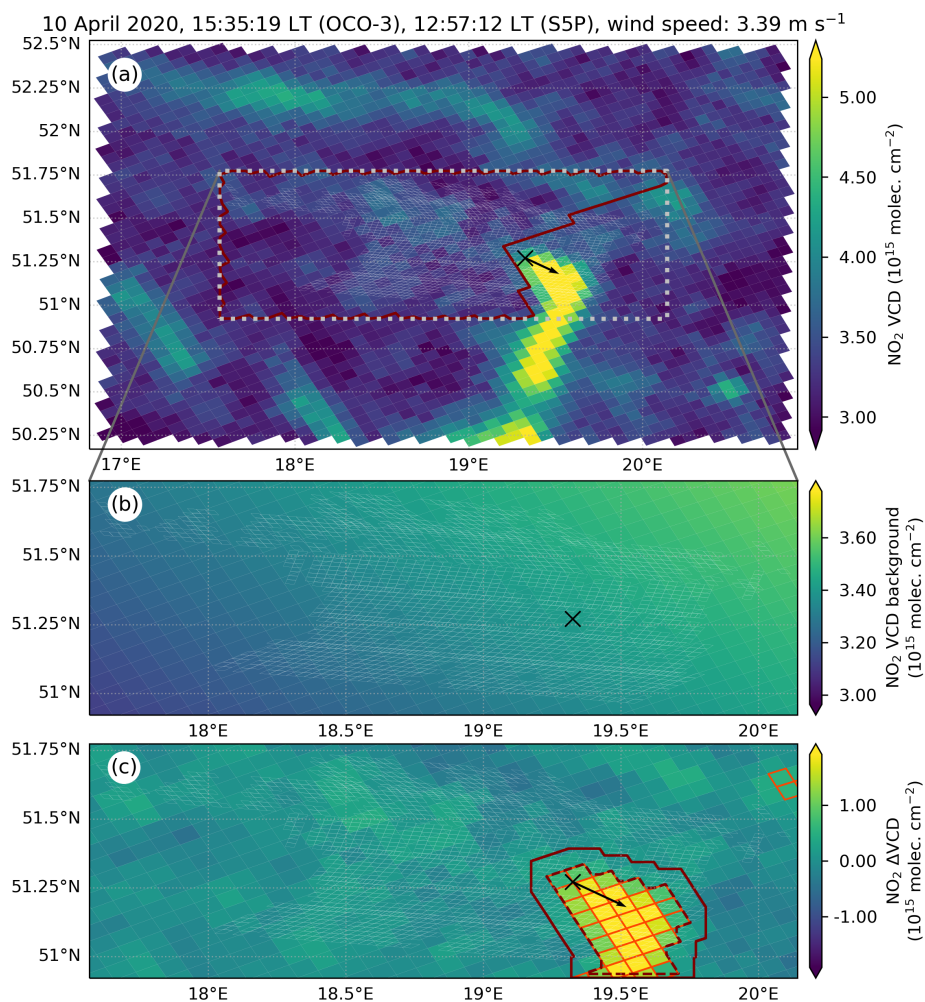 10 April 2020, 15:35:19 LT (OCO-3), 12:57:12 LT (S5P), wind speed: 3.39 m s⁻¹
(a)
52.5°N
52.25°N
52°N
51.75°N
51.5°N
51.25°N
51°N
50.75°N
50.5°N
50.25°N
17°E 18°E 19°E 20°E
5.00
4.50
4.00
3.50
3.00
NO₂ VCD (10¹⁵ molec. cm⁻²)
(b)
51.75°N
51.5°N
51.25°N
51°N
18°E 18.5°E 19°E 19.5°E 20°E
3.60
3.40
3.20
3.00
NO₂ VCD background
(10¹⁵ molec. cm⁻²)
(c)
51.75°N
51.5°N
51.25°N
51°N
18°E 18.5°E 19°E 19.5°E 20°E
1.00
0.00
-1.00
NO₂ ΔVCD
(10¹⁵ molec. cm⁻²)